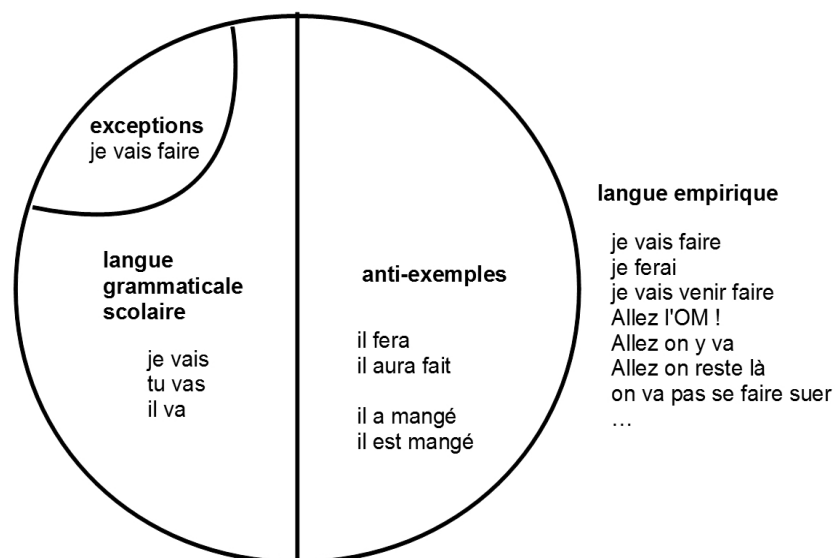 exceptions
je vais faire
langue
grammaticale
scolaire
je vais
tu vas
il va
anti-exemples
il fera
il aura fait
il a mangé
il est mangé
langue empirique
je vais faire
je ferai
je vais venir faire
Allez l'OM !
Allez on y va
Allez on reste là
on va pas se faire suer
…